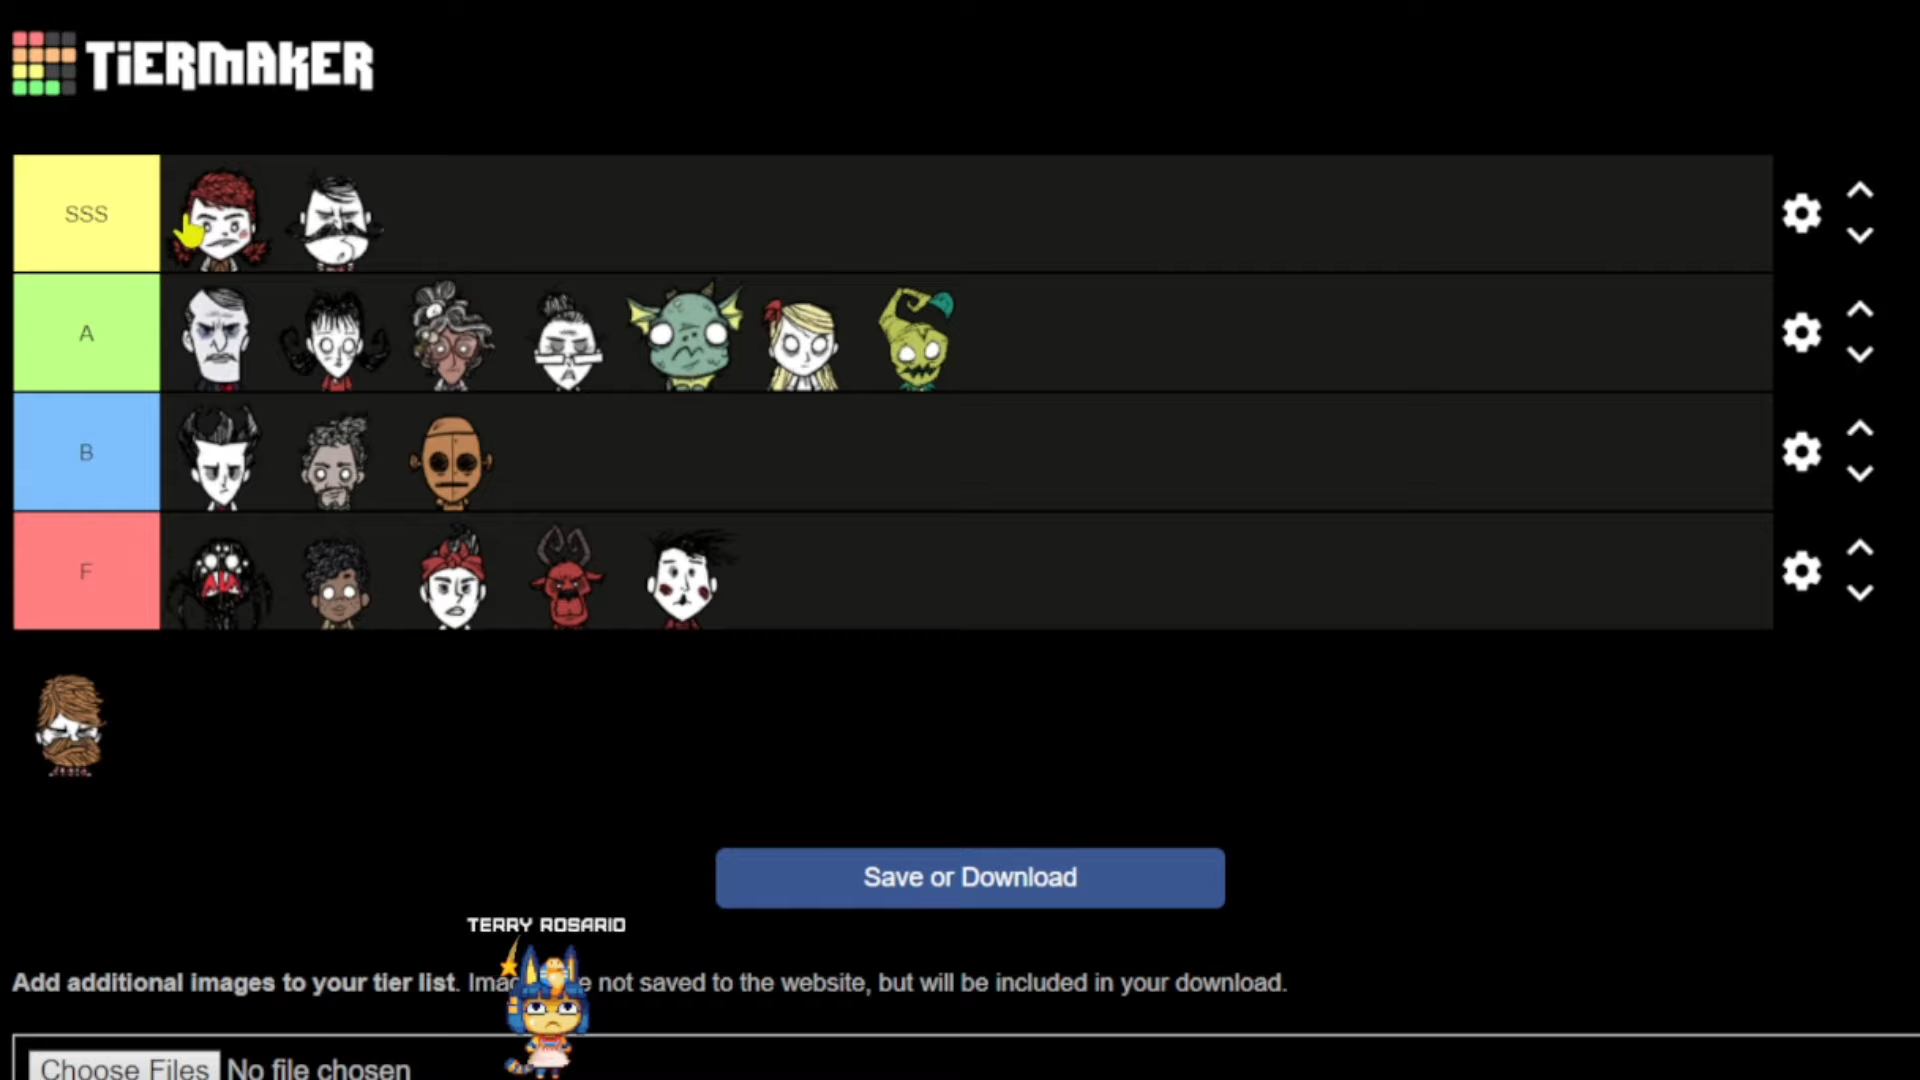 TiERMAKER
SSS
A
B
F
Save or Download
TERRY ROSARIO
Add additional images to your tier list. Imag e not saved to the website, but will be included in your download.
Choose Files No file chosen